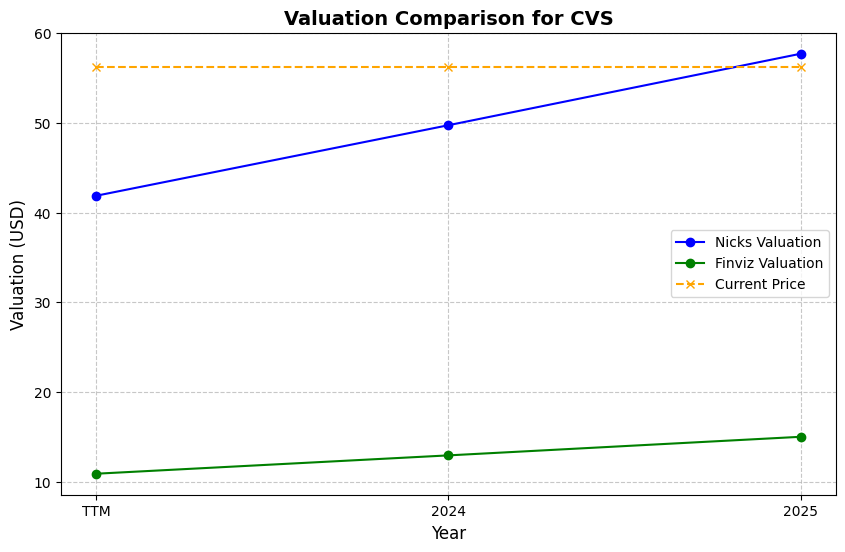 Valuation Comparison for CVS
Valuation (USD)
60
50
40
30
20
10
Nicks Valuation
Finviz Valuation
Current Price
TTM
2024
2025
Year